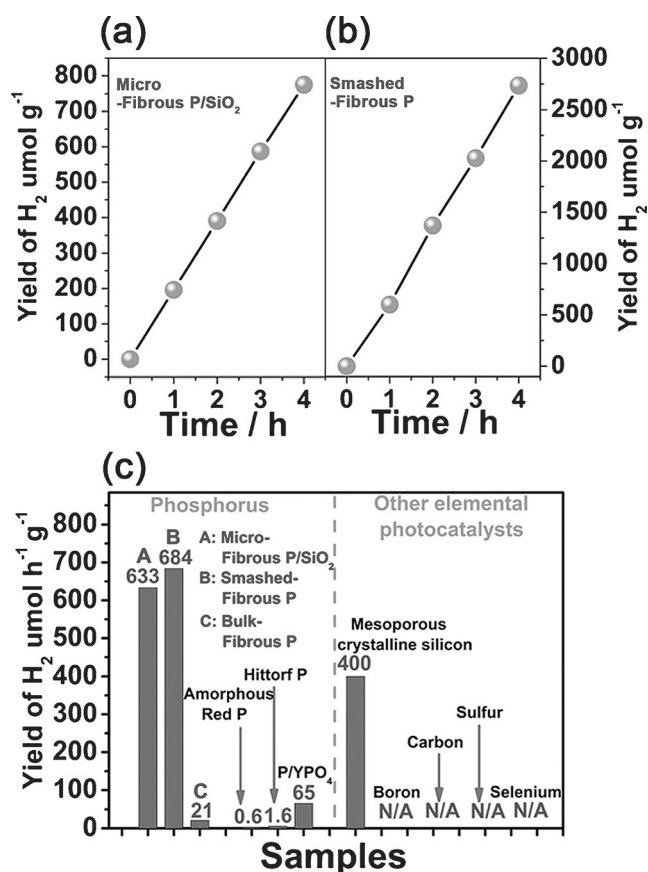 (a)
(b)
Micro
-Fibrous P/SiO2
Smashed
-Fibrous P
Yield of H2 umol g-1
800
700
600
500
400
300
200
100
0
0 1 2 3 4
Time / h
0 1 2 3 4
Time / h
3000
2500
2000
1500
1000
500
0
Yield of H2 umol g-1
(c)
Yield of H2 umol h-1 g-1
800
700
600
500
400
300
200
100
0
Phosphorus
Other elemental
photocatalysts
A
633
B
684
A: Micro-
Fibrous P/SiO2
B: Smashed-
Fibrous P
C: Bulk-
Fibrous P
C
21
Amorphous
Red P
0.6
Hittorf P
1.6
P/YPO4
65
Mesoporous
crystalline silicon
400
Boron
N/A
Carbon
N/A
Sulfur
N/A
Selenium
N/A
Samples